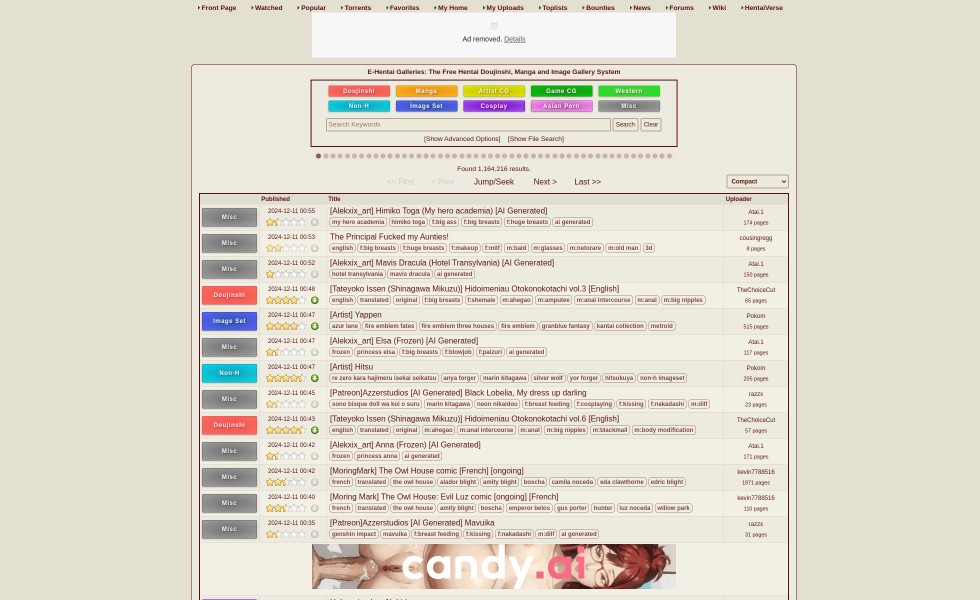 Front Page Watched Popular Torrents Favorites My Home My Uploads Toplists Bounties News Forums Wiki HentaiVerse
Ad removed. Details
E-Hentai Galleries: The Free Hentai Doujinshi, Manga and Image Gallery System
Doujinshi Manga Artist CG Game CG Western
Non-H Image Set Cosplay Asian Porn Misc
Search Keywords Search Clear
[Show Advanced Options] [Show File Search]
Found 1,164,216 results.
<< First < Prev Jump/Seek Next > Last >> Compact
Published Title Uploader
Misc 2024-12-11 00:55 [Alekxix_art] Himiko Toga (My hero academia) [AI Generated] Atai.1
my hero academia himiko toga f:big ass f:big breasts f:huge breasts ai generated 174 pages
Misc 2024-12-11 00:53 The Principal Fucked my Aunties! cousingregg
english f:big breasts f:huge breasts f:makeup f:milf m:bald m:glasses m:netorare m:old man 3d 8 pages
Misc 2024-12-11 00:52 [Alekxix_art] Mavis Dracula (Hotel Transylvania) [AI Generated] Atai.1
hotel transylvania mavis dracula ai generated 150 pages
Doujinshi 2024-12-11 00:48 [Tateyoko Issen (Shinagawa Mikuzu)] Hidoimeniau Otokonokotachi vol.3 [English] TheChoiceCut
english translated original f:big breasts f:shemale m:ahegao m:amputee m:anal intercourse m:anal m:big nipples 65 pages
Image Set 2024-12-11 00:47 [Artist] Yappen Pokom
azur lane fire emblem fates fire emblem three houses fire emblem granblue fantasy kantai collection metroid 515 pages
Misc 2024-12-11 00:47 [Alekxix_art] Elsa (Frozen) [AI Generated] Atai.1
frozen princess elsa f:big breasts f:blowjob f:paizuri ai generated 117 pages
Non-H 2024-12-11 00:47 [Artist] Hitsu Pokom
re zero kara hajimeru isekai seikatsu anya forger marin kitagawa silver wolf yor forger hitsukuya non-h imageset 205 pages
Misc 2024-12-11 00:45 [Patreon]Azzerstudios [AI Generated] Black Lobelia, My dress up darling razzx
sono bisque doll wa koi o suru marin kitagawa neon nikaidou f:breast feeding f:cosplaying f:kissing f:nakadashi m:diff 23 pages
Doujinshi 2024-12-11 00:43 [Tateyoko Issen (Shinagawa Mikuzu)] Hidoimeniau Otokonokotachi vol.6 [English] TheChoiceCut
english translated original m:ahegao m:anal intercourse m:anal m:big nipples m:blackmail m:body modification 57 pages
Misc 2024-12-11 00:42 [Alekxix_art] Anna (Frozen) [AI Generated] Atai.1
frozen princess anna ai generated 171 pages
Misc 2024-12-11 00:42 [MoringMark] The Owl House comic [French] [ongoing] kevin7788516
french translated the owl house alador blight amity blight boscha camila noceda eda clawthorne edric blight 1971 pages
Misc 2024-12-11 00:40 [Moring Mark] The Owl House: Evil Luz comic [ongoing] [French] kevin7788516
french translated the owl house amity blight boscha emperor belos gus porter hunter luz noceda willow park 110 pages
Misc 2024-12-11 00:35 [Patreon]Azzerstudios [AI Generated] Mavuika razzx
genshin impact mavuika f:breast feeding f:kissing f:nakadashi m:diff ai generated 31 pages
candy.ai